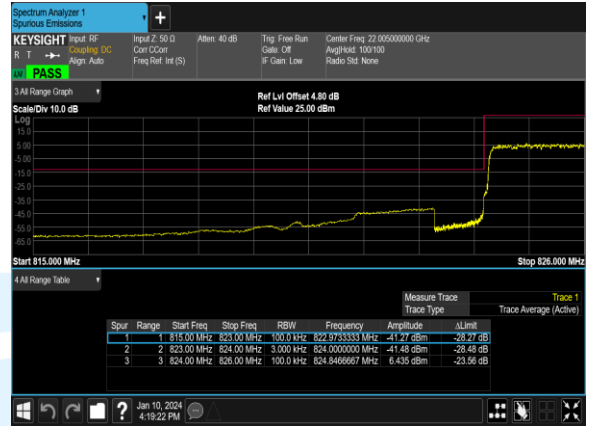 Spectrum Analyzer 1
Spurious Emissions
KEYSIGHT Input: RF Input Z: 50 Ω Atten: 40 dB Trig: Free Run Center Freq: 22.005000000 GHz
R T Coupling: DC Corr CCorr Gate: Off Avg|Hold: 100/100
Align: Auto Freq Ref: Int (S) IF Gain: Low Radio Std: None
PASS
3 All Range Graph
Ref Lvl Offset 4.80 dB
Scale/Div 10.0 dB Ref Value 25.00 dBm
Log
15.0
5.00
-5.00
-15.0
-25.0
-35.0
-45.0
-55.0
-65.0
Start 815.000 MHz Stop 826.000 MHz
4 All Range Table
Measure Trace Trace 1
Trace Type Trace Average (Active)
Spur Range Start Freq Stop Freq RBW Frequency Amplitude ΔLimit
1 1 815.00 MHz 823.00 MHz 100.0 kHz 822.9733333 MHz -41.27 dBm -28.27 dB
2 2 823.00 MHz 824.00 MHz 3.000 kHz 824.0000000 MHz -41.48 dBm -28.48 dB
3 3 824.00 MHz 826.00 MHz 100.0 kHz 824.8466667 MHz 6.435 dBm -23.56 dB
Jan 10, 2024
4:19:22 PM